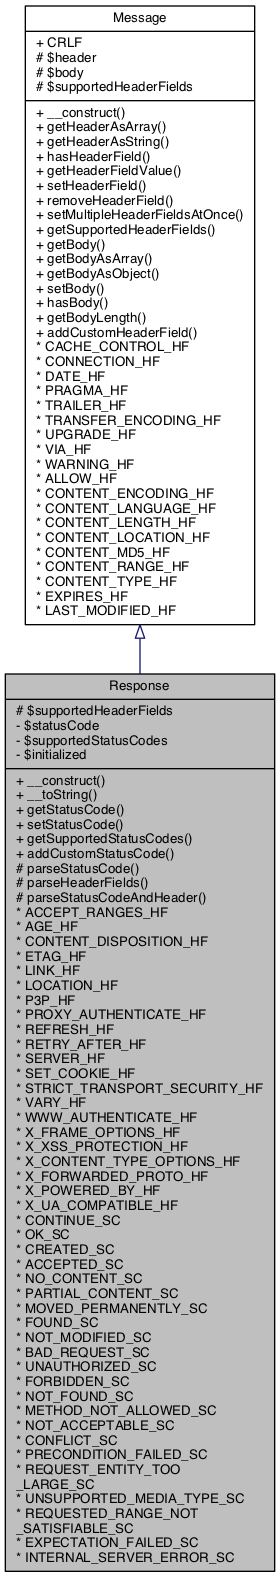 Message
+ CRLF
# $header
# $body
# $supportedHeaderFields
+ __construct()
+ getHeaderAsArray()
+ getHeaderAsString()
+ hasHeaderField()
+ getHeaderFieldValue()
+ setHeaderField()
+ removeHeaderField()
+ setMultipleHeaderFieldsAtOnce()
+ getSupportedHeaderFields()
+ getBody()
+ getBodyAsArray()
+ getBodyAsObject()
+ setBody()
+ hasBody()
+ getBodyLength()
+ addCustomHeaderField()
* CACHE_CONTROL_HF
* CONNECTION_HF
* DATE_HF
* PRAGMA_HF
* TRAILER_HF
* TRANSFER_ENCODING_HF
* UPGRADE_HF
* VIA_HF
* WARNING_HF
* ALLOW_HF
* CONTENT_ENCODING_HF
* CONTENT_LANGUAGE_HF
* CONTENT_LENGTH_HF
* CONTENT_LOCATION_HF
* CONTENT_MD5_HF
* CONTENT_RANGE_HF
* CONTENT_TYPE_HF
* EXPIRES_HF
* LAST_MODIFIED_HF
Response
# $supportedHeaderFields
- $statusCode
- $supportedStatusCodes
- $initialized
+ __construct()
+ __toString()
+ getStatusCode()
+ setStatusCode()
+ getSupportedStatusCodes()
+ addCustomStatusCode()
# parseStatusCode()
# parseHeaderFields()
# parseStatusCodeAndHeader()
* ACCEPT_RANGES_HF
* AGE_HF
* CONTENT_DISPOSITION_HF
* ETAG_HF
* LINK_HF
* LOCATION_HF
* P3P_HF
* PROXY_AUTHENTICATE_HF
* REFRESH_HF
* RETRY_AFTER_HF
* SERVER_HF
* SET_COOKIE_HF
* STRICT_TRANSPORT_SECURITY_HF
* VARY_HF
* WWW_AUTHENTICATE_HF
* X_FRAME_OPTIONS_HF
* X_XSS_PROTECTION_HF
* X_CONTENT_TYPE_OPTIONS_HF
* X_FORWARDED_PROTO_HF
* X_POWERED_BY_HF
* X_UA_COMPATIBLE_HF
* CONTINUE_SC
* OK_SC
* CREATED_SC
* ACCEPTED_SC
* NO_CONTENT_SC
* PARTIAL_CONTENT_SC
* MOVED_PERMANENTLY_SC
* FOUND_SC
* NOT_MODIFIED_SC
* BAD_REQUEST_SC
* UNAUTHORIZED_SC
* FORBIDDEN_SC
* NOT_FOUND_SC
* METHOD_NOT_ALLOWED_SC
* NOT_ACCEPTABLE_SC
* CONFLICT_SC
* PRECONDITION_FAILED_SC
* REQUEST_ENTITY_TOO
_LARGE_SC
* UNSUPPORTED_MEDIA_TYPE_SC
* REQUESTED_RANGE_NOT
_SATISFIABLE_SC
* EXPECTATION_FAILED_SC
* INTERNAL_SERVER_ERROR_SC